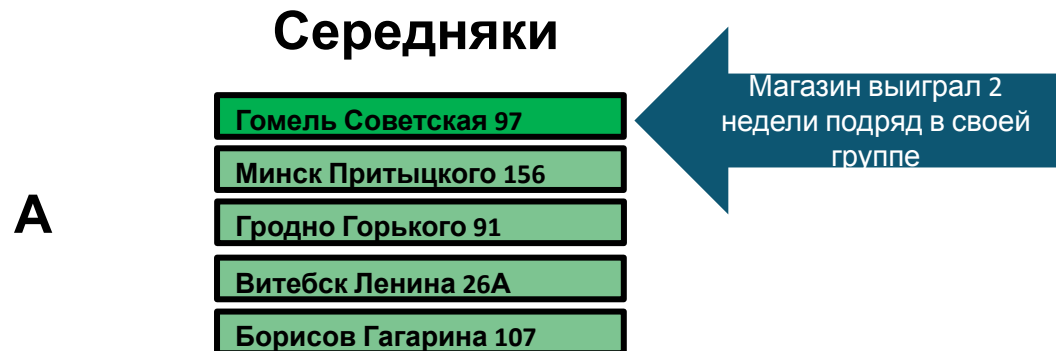 Середняки
Магазин выиграл 2
недели подряд в своей
группе
Гомель Советская 97
Минск Притыцкого 156
А
Гродно Горького 91
Витебск Ленина 26А
Борисов Гагарина 107